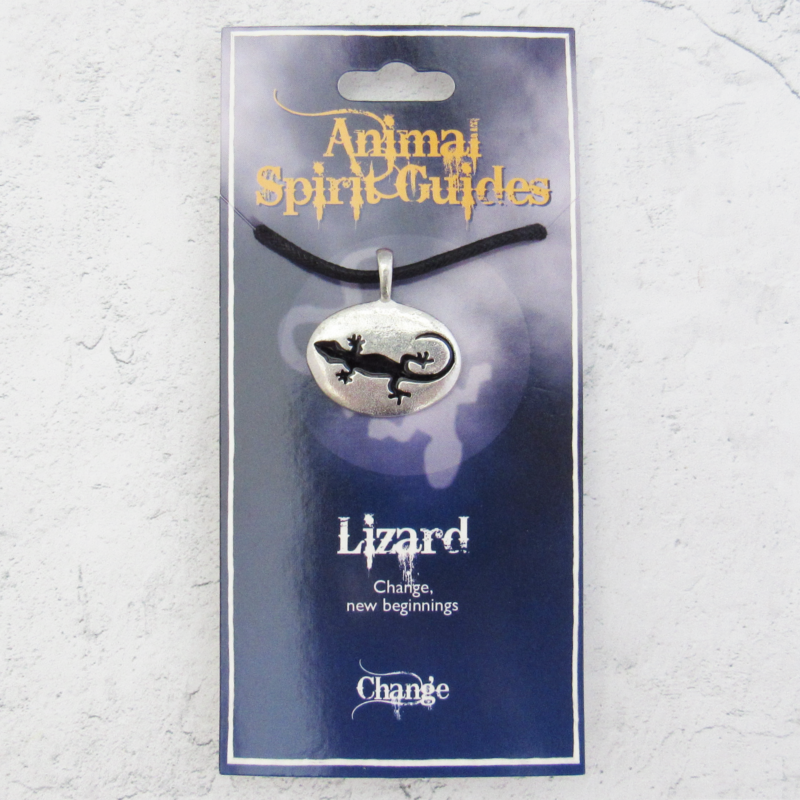 Animal
Spirit Guides
Lizard
Change,
new beginnings
Change